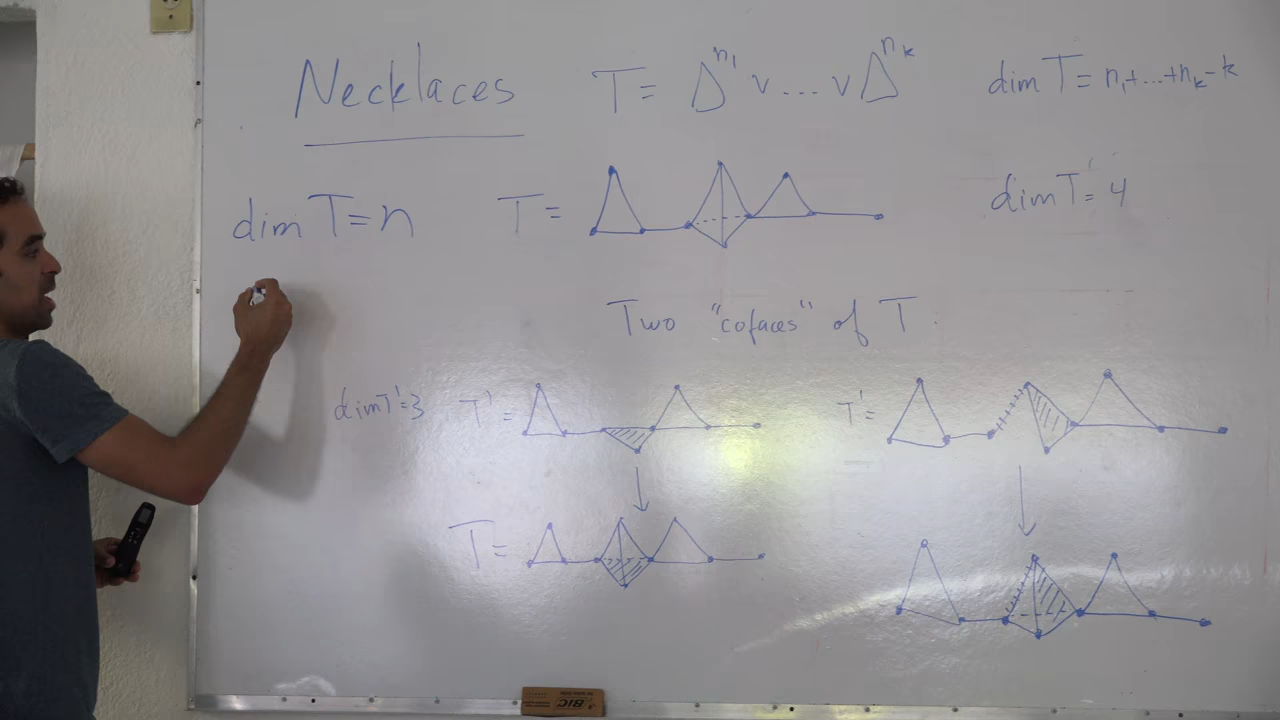 Necklaces T = Δ^{n_1} ∨ ... ∨ Δ^{n_k} dim T = n_1 + ... + n_k - k
dim T = n T = dim T' = 4
Two "cofaces" of T.
dim T' = 3 T' = T' =
T =
BIC